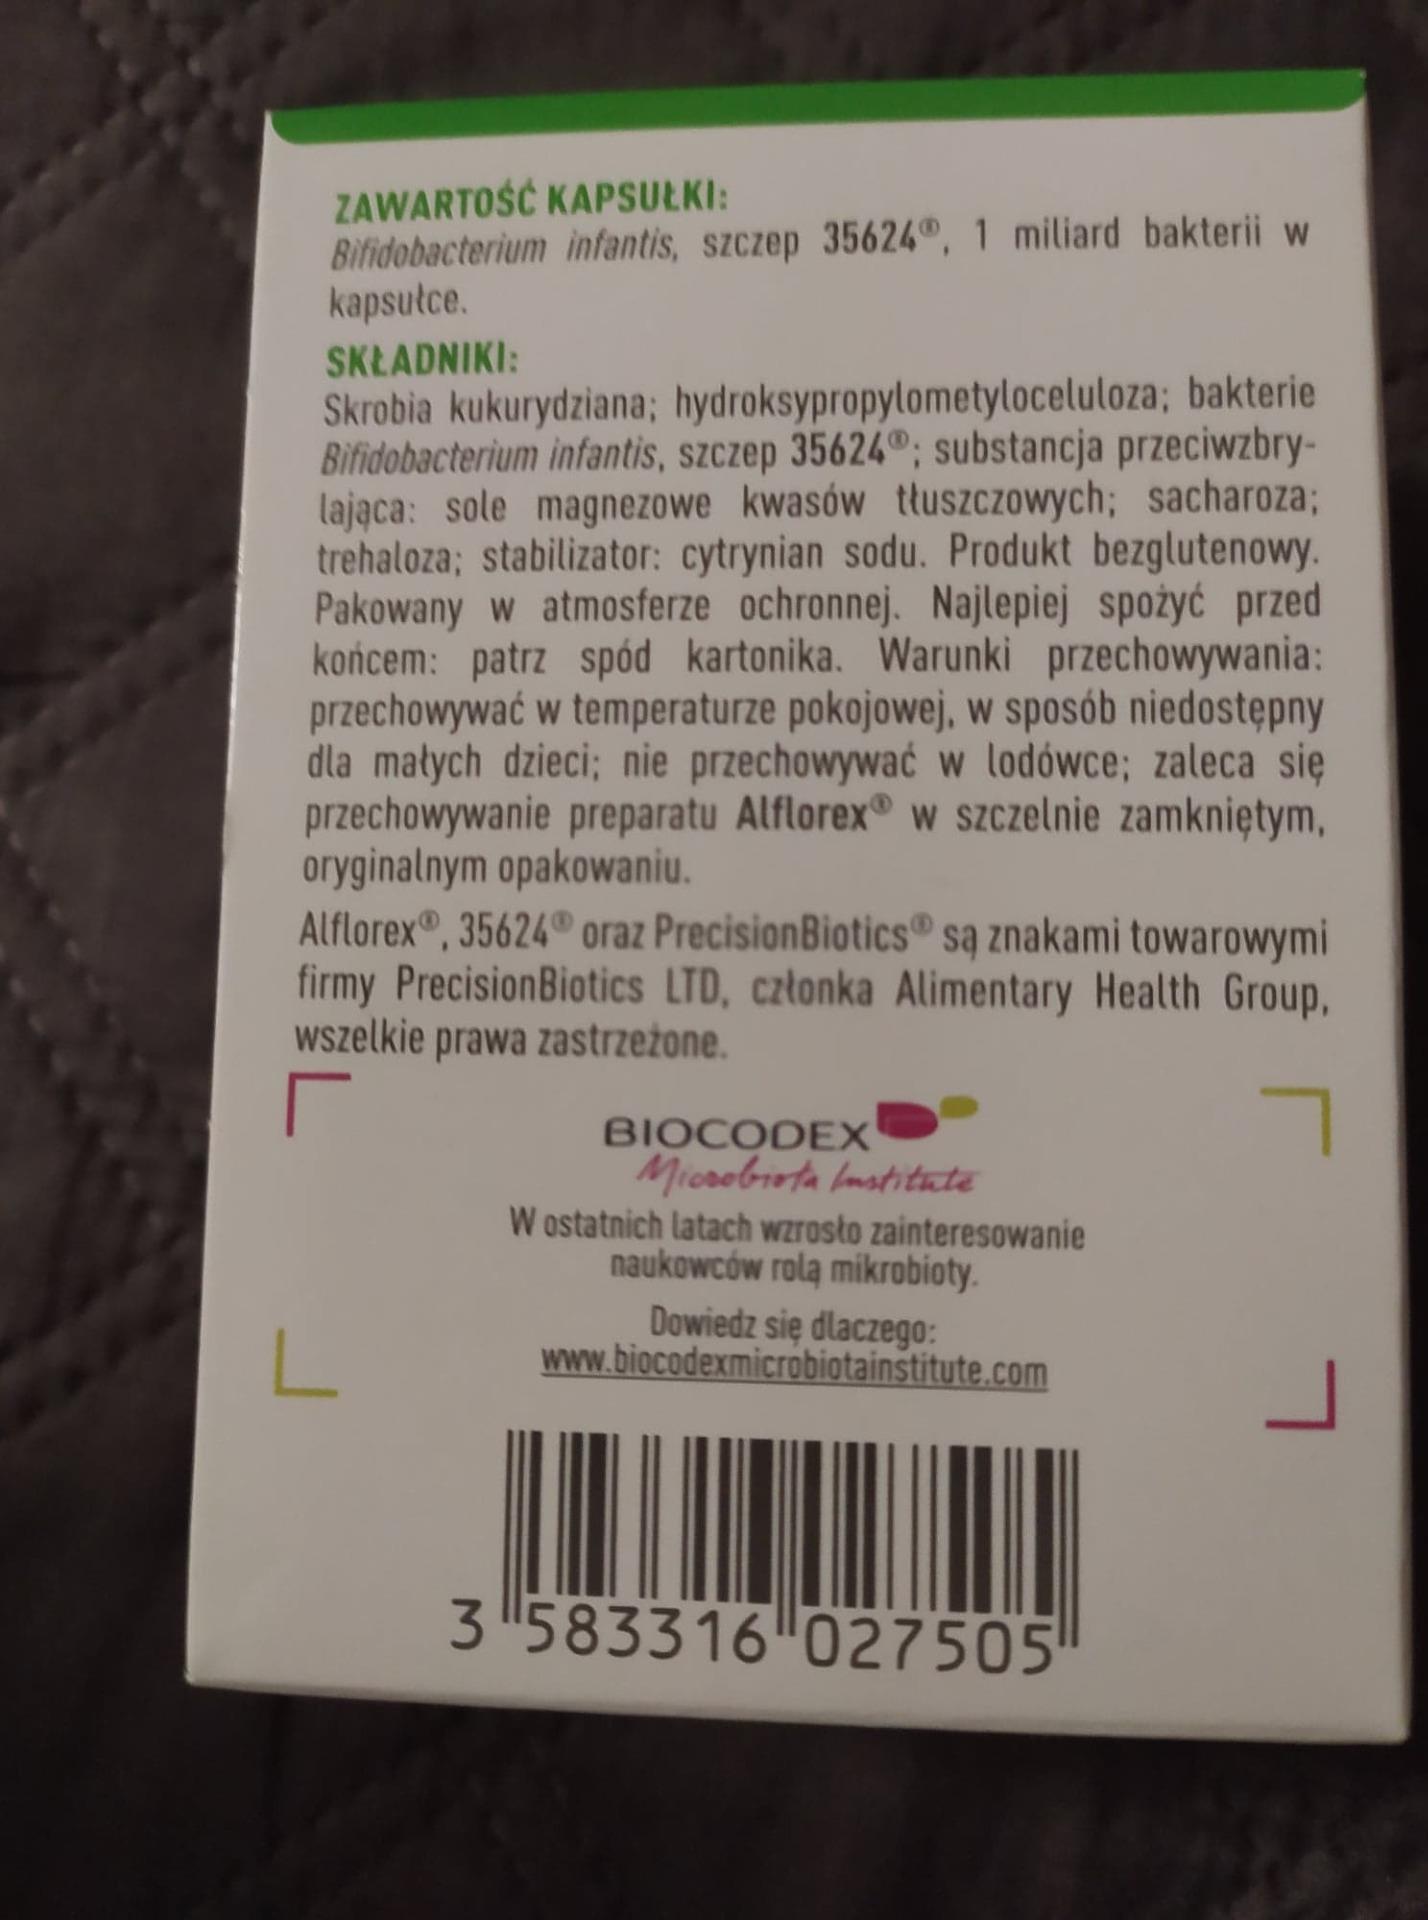 ZAWARTOŚĆ KAPSUŁKI:
Bifidobacterium infantis, szczep 35624®, 1 miliard bakterii w
kapsułce.
SKŁADNIKI:
Skrobia kukurydziana; hydroksypropylometyloceluloza; bakterie
Bifidobacterium infantis, szczep 35624®; substancja przeciwzbry-
lająca: sole magnezowe kwasów tłuszczowych; sacharoza;
trehaloza; stabilizator: cytrynian sodu. Produkt bezglutenowy.
Pakowany w atmosferze ochronnej. Najlepiej spożyć przed
końcem: patrz spód kartonika. Warunki przechowywania:
przechowywać w temperaturze pokojowej, w sposób niedostępny
dla małych dzieci; nie przechowywać w lodówce; zaleca się
przechowywanie preparatu Alflorex® w szczelnie zamkniętym,
oryginalnym opakowaniu.
Alflorex®, 35624® oraz PrecisionBiotics® są znakami towarowymi
firmy PrecisionBiotics LTD, członka Alimentary Health Group,
wszelkie prawa zastrzeżone.
BIOCODEX
Microbiota Institute
W ostatnich latach wzrosło zainteresowanie
naukowców rolą mikrobioty.
Dowiedz się dlaczego:
www.biocodexmicrobiotainstitute.com
3 583316 027505